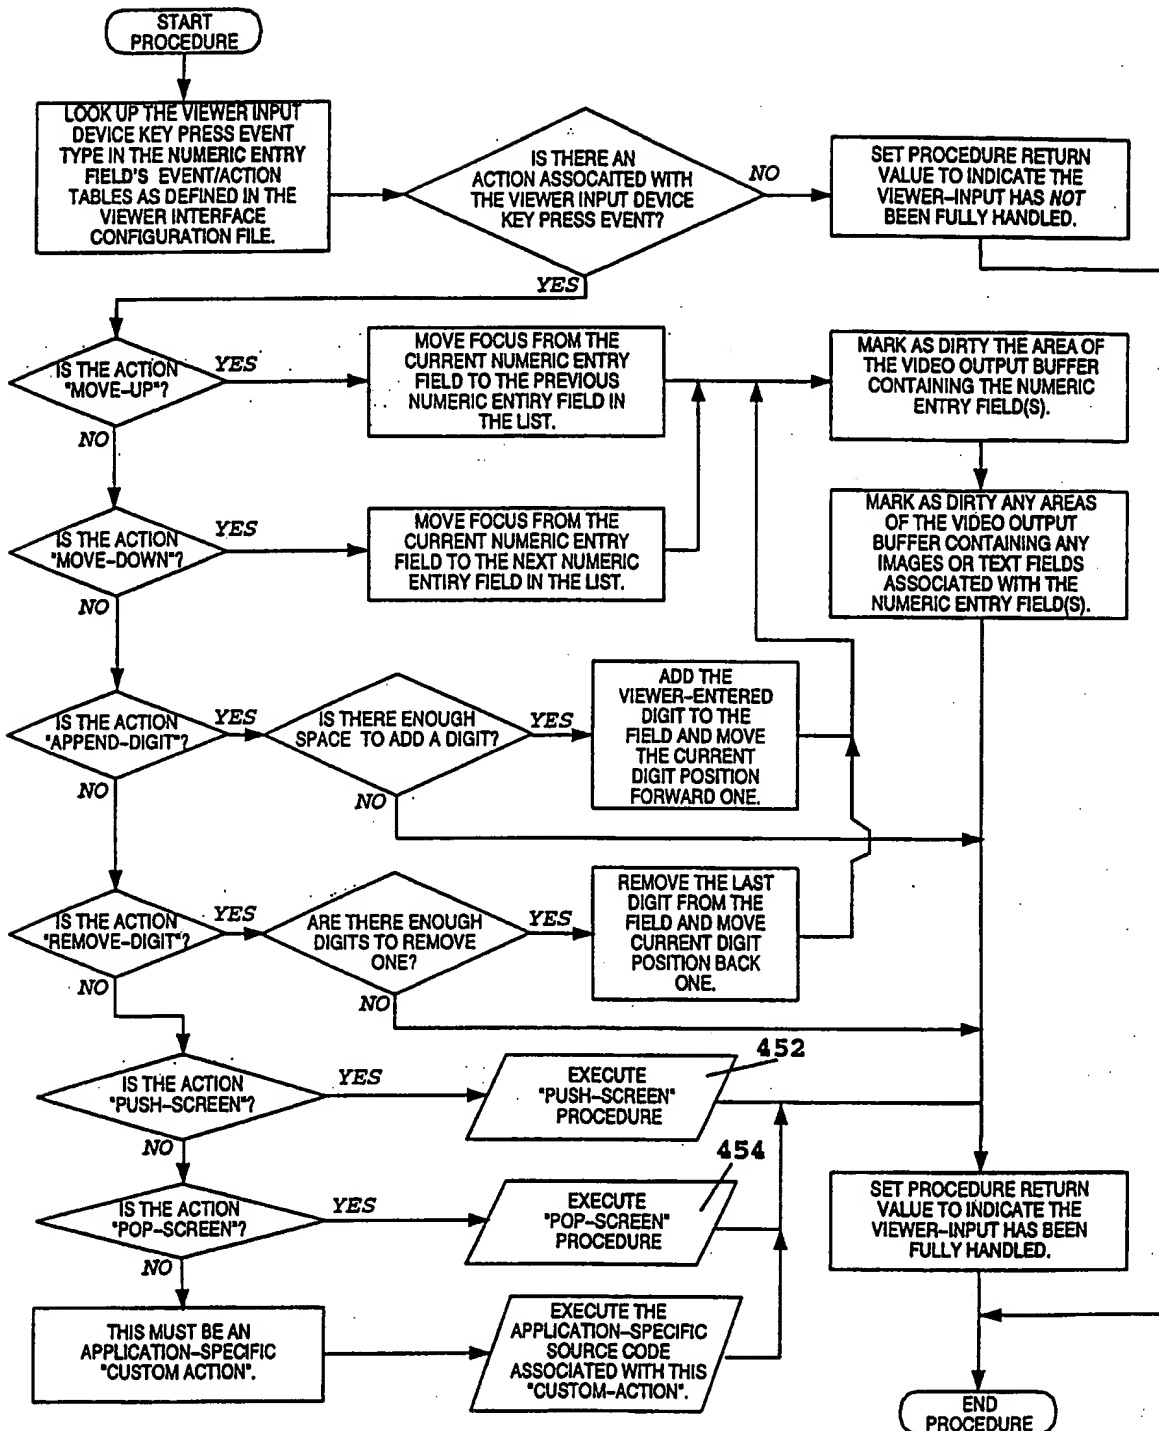 START
PROCEDURE
LOOK UP THE VIEWER INPUT
DEVICE KEY PRESS EVENT
TYPE IN THE NUMERIC ENTRY
FIELD'S EVENT/ACTION
TABLES AS DEFINED IN THE
VIEWER INTERFACE
CONFIGURATION FILE.
IS THERE AN
ACTION ASSOCAITED WITH
THE VIEWER INPUT DEVICE
KEY PRESS EVENT?
NO
SET PROCEDURE RETURN
VALUE TO INDICATE THE
VIEWER-INPUT HAS NOT
BEEN FULLY HANDLED.
YES
IS THE ACTION
"MOVE-UP"?
YES
NO
MOVE FOCUS FROM THE
CURRENT NUMERIC ENTRY
FIELD TO THE PREVIOUS
NUMERIC ENTIRY FIELD IN
THE LIST.
MARK AS DIRTY THE AREA OF
THE VIDEO OUTPUT BUFFER
CONTAINING THE NUMERIC
ENTRY FIELD(S).
IS THE ACTION
"MOVE-DOWN"?
YES
NO
MOVE FOCUS FROM THE
CURRENT NUMERIC ENTRY
FIELD TO THE NEXT NUMERIC
ENTIRY FIELD IN THE LIST.
MARK AS DIRTY ANY AREAS
OF THE VIDEO OUTPUT
BUFFER CONTAINING ANY
IMAGES OR TEXT FIELDS
ASSOCIATED WITH THE
NUMERIC ENTRY FIELD(S).
IS THE ACTION
"APPEND-DIGIT"?
YES
NO
IS THERE ENOUGH
SPACE TO ADD A DIGIT?
YES
NO
ADD THE
VIEWER-ENTERED
DIGIT TO THE
FIELD AND MOVE
THE CURRENT
DIGIT POSITION
FORWARD ONE.
IS THE ACTION
"REMOVE-DIGIT"?
YES
NO
ARE THERE ENOUGH
DIGITS TO REMOVE
ONE?
YES
NO
REMOVE THE LAST
DIGIT FROM THE
FIELD AND MOVE
CURRENT DIGIT
POSITION BACK
ONE.
IS THE ACTION
"PUSH-SCREEN"?
YES
NO
EXECUTE
"PUSH-SCREEN"
PROCEDURE
452
IS THE ACTION
"POP-SCREEN"?
YES
NO
EXECUTE
"POP-SCREEN"
PROCEDURE
454
SET PROCEDURE RETURN
VALUE TO INDICATE THE
VIEWER-INPUT HAS BEEN
FULLY HANDLED.
THIS MUST BE AN
APPLICATION-SPECIFIC
"CUSTOM ACTION".
EXECUTE THE
APPLICATION-SPECIFIC
SOURCE CODE
ASSOCIATED WITH THIS
"CUSTOM-ACTION".
END
PROCEDURE